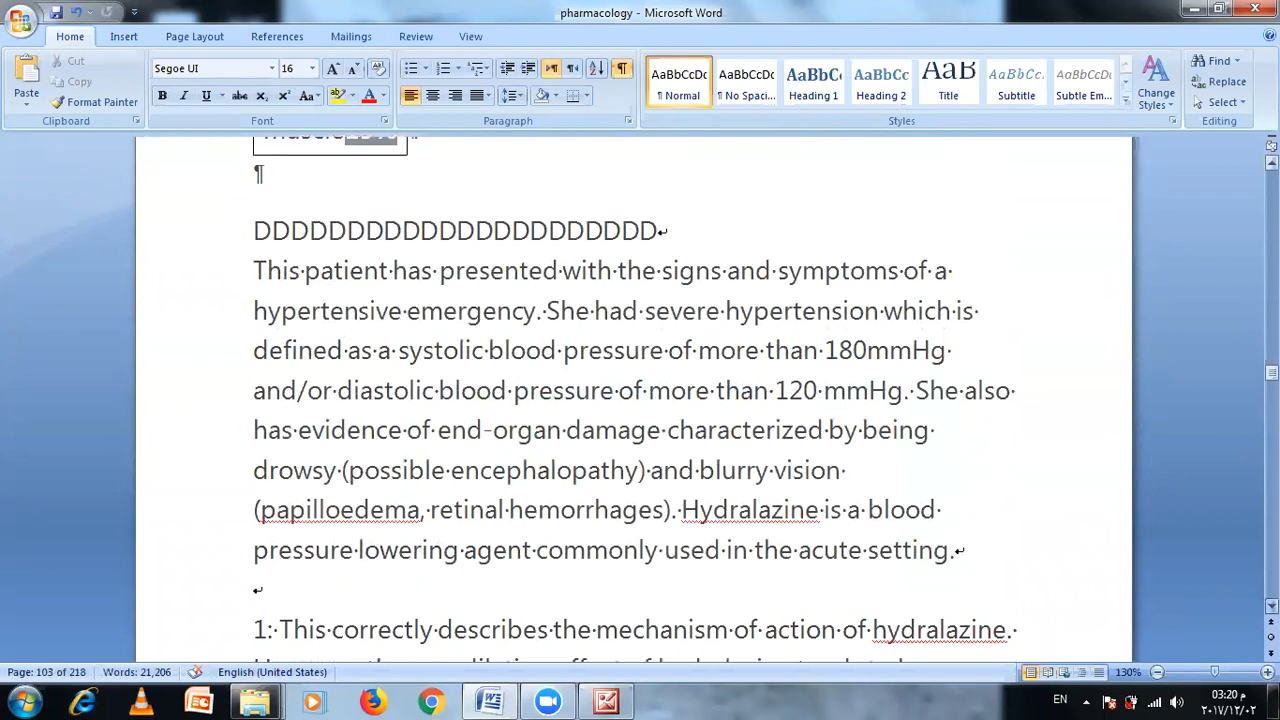 pharmacology - Microsoft Word
Home Insert Page Layout References Mailings Review View
Paste
Cut
Copy
Format Painter
Clipboard
Segoe UI 16
Font
Paragraph
AaBbCcDc AaBbCcDc AaBbC AaBbCc AaB AaBbCc. AaBbCcDc
¶ Normal ¶ No Spaci... Heading 1 Heading 2 Title Subtitle Subtle Em...
Change Styles
Styles
Find
Replace
Select
Editing
¶
DDDDDDDDDDDDDDDDDDDDDD
This patient has presented with the signs and symptoms of a
hypertensive emergency. She had severe hypertension which is
defined as a systolic blood pressure of more than 180mmHg
and/or diastolic blood pressure of more than 120 mmHg. She also
has evidence of end-organ damage characterized by being
drowsy (possible encephalopathy) and blurry vision
(papilloedema, retinal hemorrhages). Hydralazine is a blood
pressure lowering agent commonly used in the acute setting.
1: This correctly describes the mechanism of action of hydralazine.
Page: 103 of 218 Words: 21,206 English (United States) 130%
EN 03:20 م
٢٠١٧/١٢/٠٢